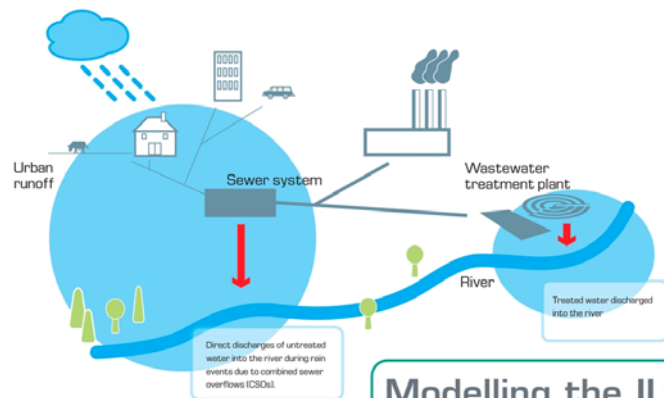 Urban
runoff
Sewer system
Wastewater
treatment plant
River
Treated water discharged
into the river
Direct discharges of untreated
water into the river during rain
events due to combined sewer
overflows (CSOs).
Modelling the